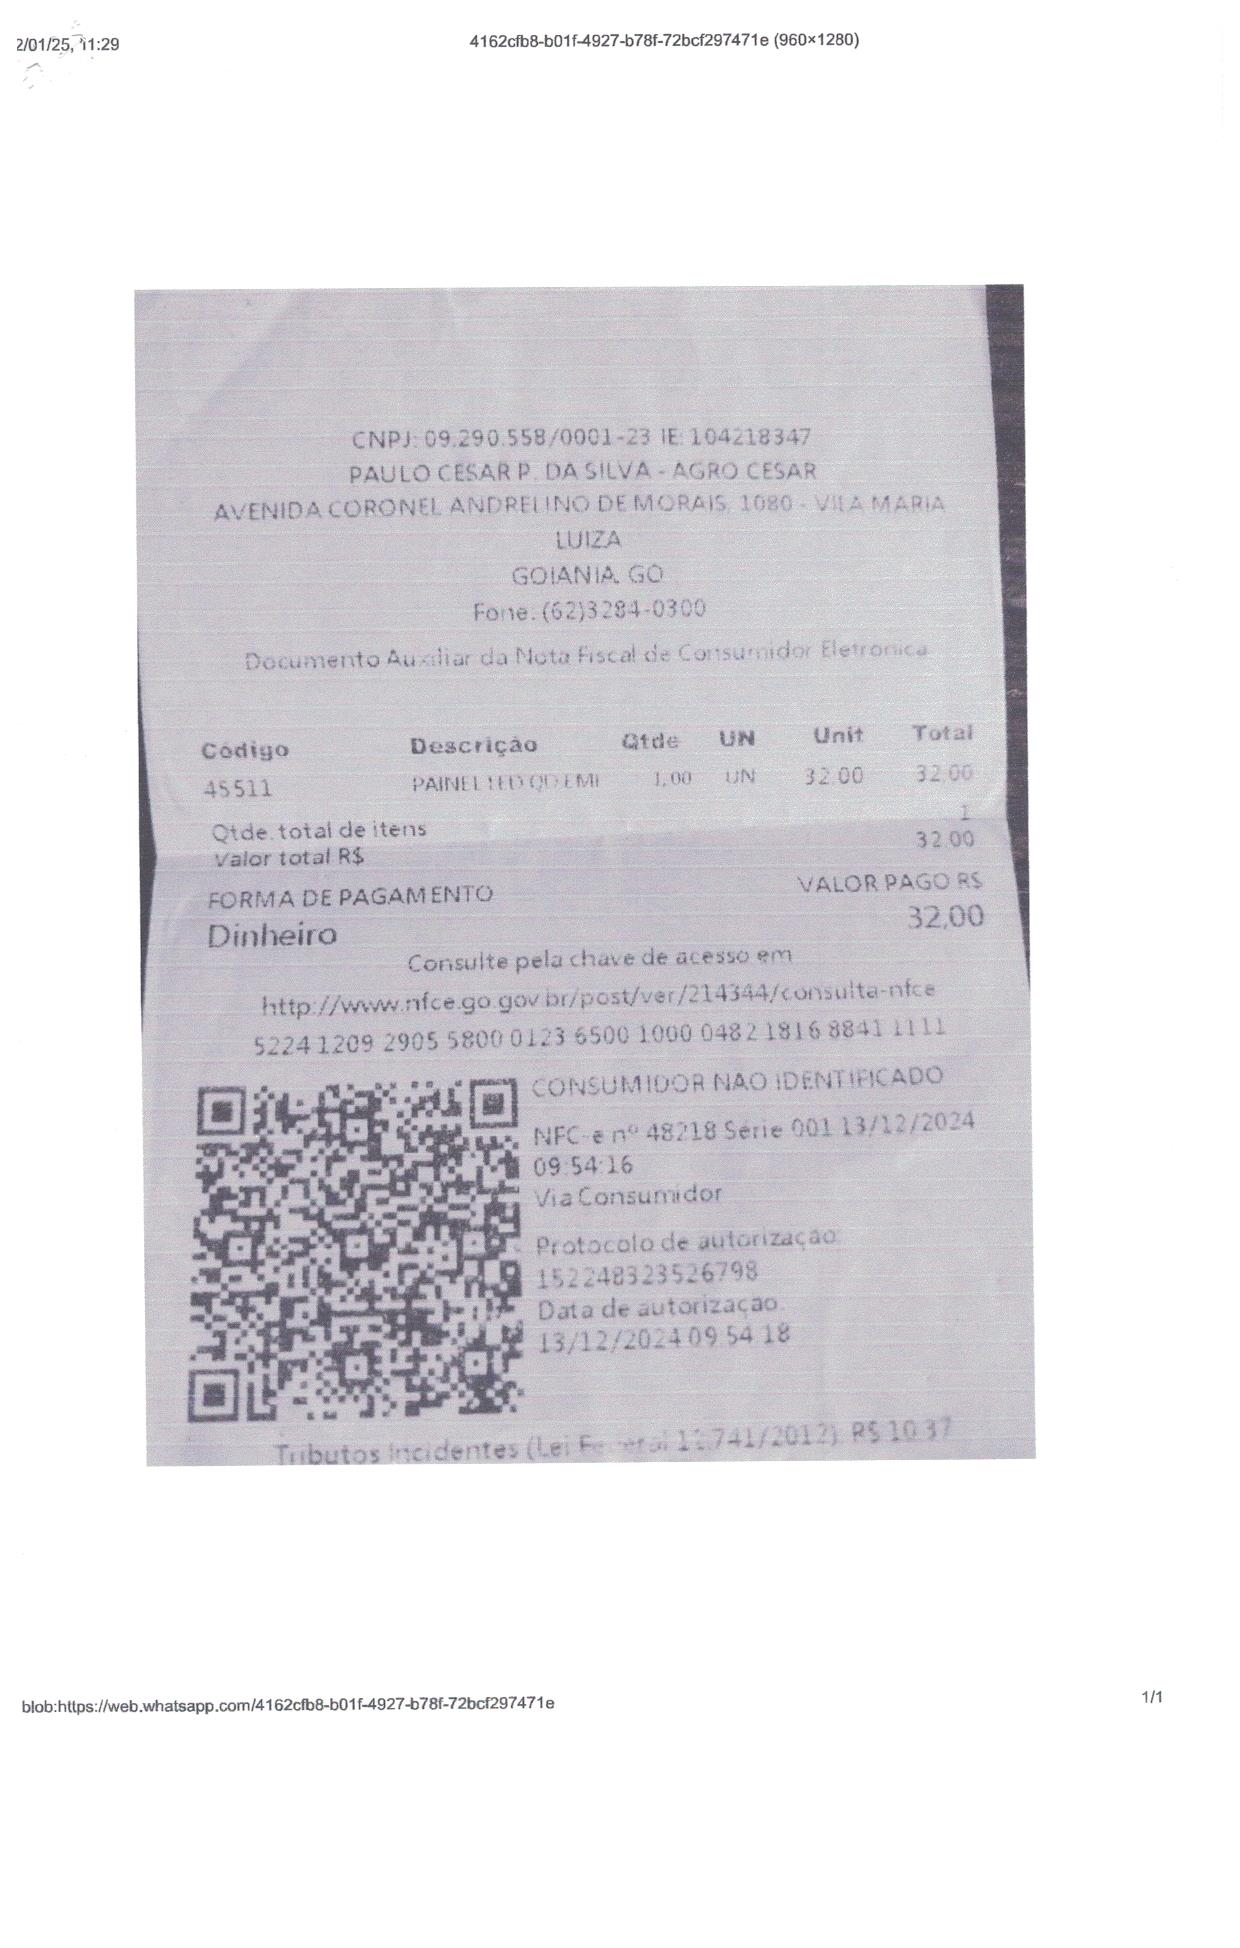 2/01/25, 11:29
4162cfb8-b01f-4927-b78f-72bcf297471e (960×1280)
CNPJ: 09.290.558/0001-23 IE: 104218347
PAULO CESAR P. DA SILVA - AGRO CESAR
AVENIDA CORONEL ANDRELINO DE MORAIS, 1080 - VILA MARIA
LUIZA
GOIANIA, GO
Fone: (62)3284-0300
Documento Auxiliar da Nota Fiscal de Consumidor Eletronica
Código Descrição Qtde UN Unit Total
45511 PAINEL LED QD EMB 1,00 UN 32.00 32,00
Qtde. total de itens 1
Valor total R$ 32,00
FORMA DE PAGAMENTO VALOR PAGO R$
Dinheiro 32,00
Consulte pela chave de acesso em
http://www.nfce.go.gov.br/post/ver/214344/consulta-nfce
5224 1209 2905 5800 0123 6500 1000 0482 1816 8841 1111
CONSUMIDOR NAO IDENTIFICADO
NFC-e nº 48218 Série 001 13/12/2024
09:54:16
Via Consumidor
Protocolo de autorização:
152248323526798
Data de autorização:
13/12/2024 09:54:18
Tributos Incidentes (Lei Federal 12.741/2012): R$ 10,37
blob:https://web.whatsapp.com/4162cfb8-b01f-4927-b78f-72bcf297471e
1/1